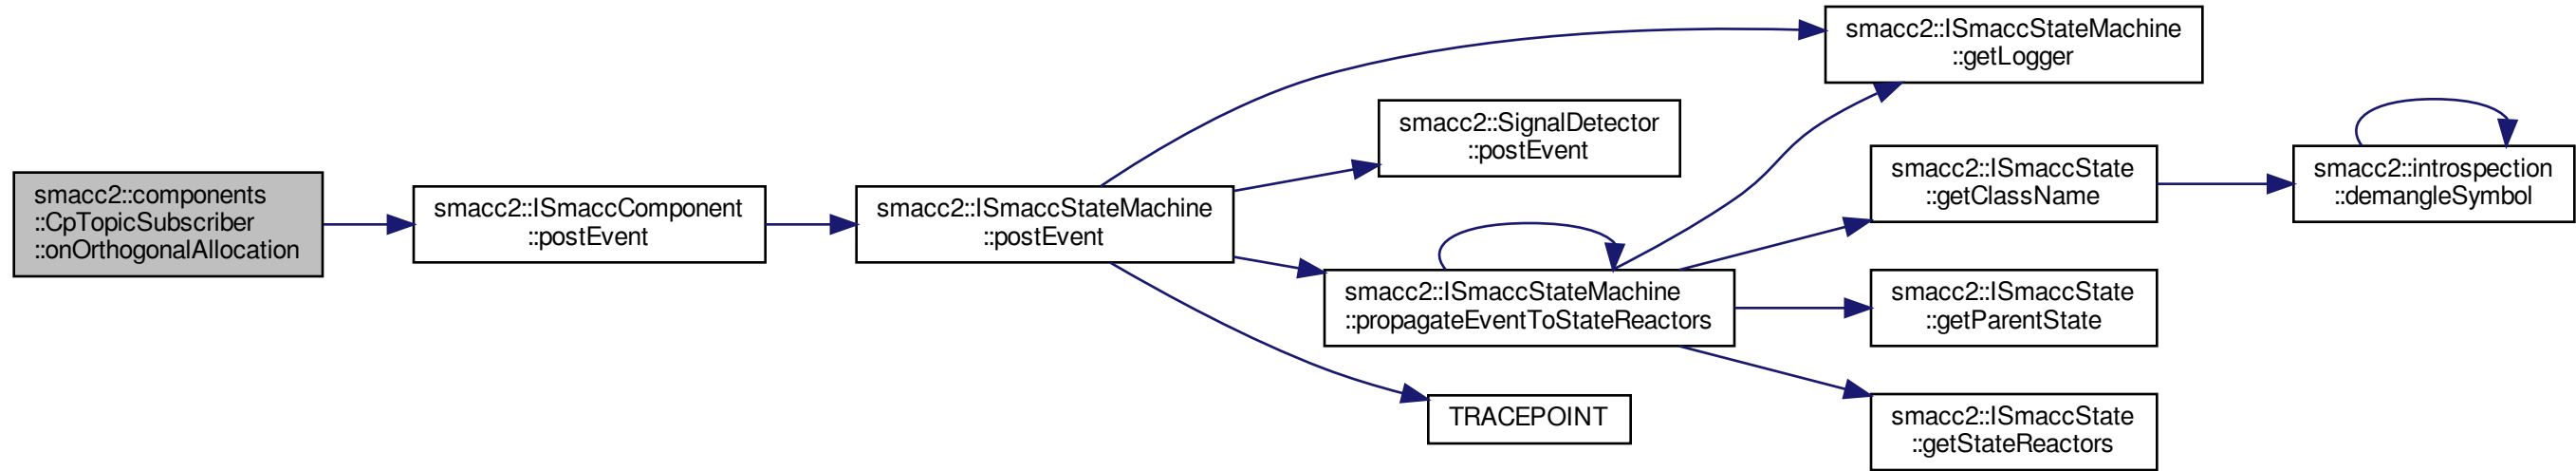 smacc2::components
::CpTopicSubscriber
::onOrthogonalAllocation
smacc2::ISmaccComponent
::postEvent
smacc2::ISmaccStateMachine
::postEvent
smacc2::ISmaccStateMachine
::getLogger
smacc2::SignalDetector
::postEvent
smacc2::ISmaccStateMachine
::propagateEventToStateReactors
TRACEPOINT
smacc2::ISmaccState
::getClassName
smacc2::ISmaccState
::getParentState
smacc2::ISmaccState
::getStateReactors
smacc2::introspection
::demangleSymbol